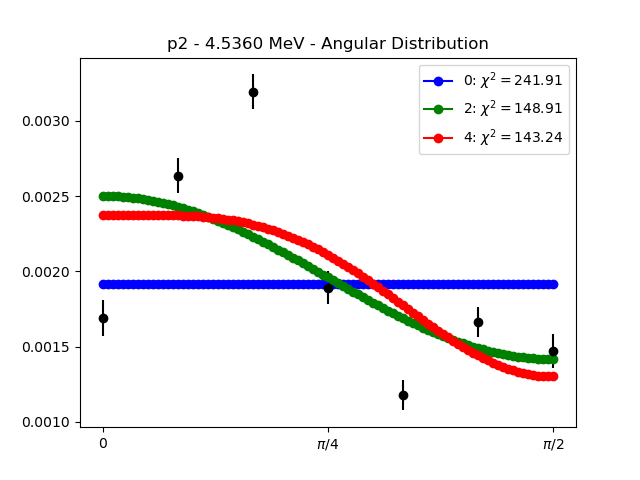 p2 - 4.5360 MeV - Angular Distribution
0: χ² = 241.91
2: χ² = 148.91
4: χ² = 143.24
0.0030
0.0025
0.0020
0.0015
0.0010
0 π/4 π/2